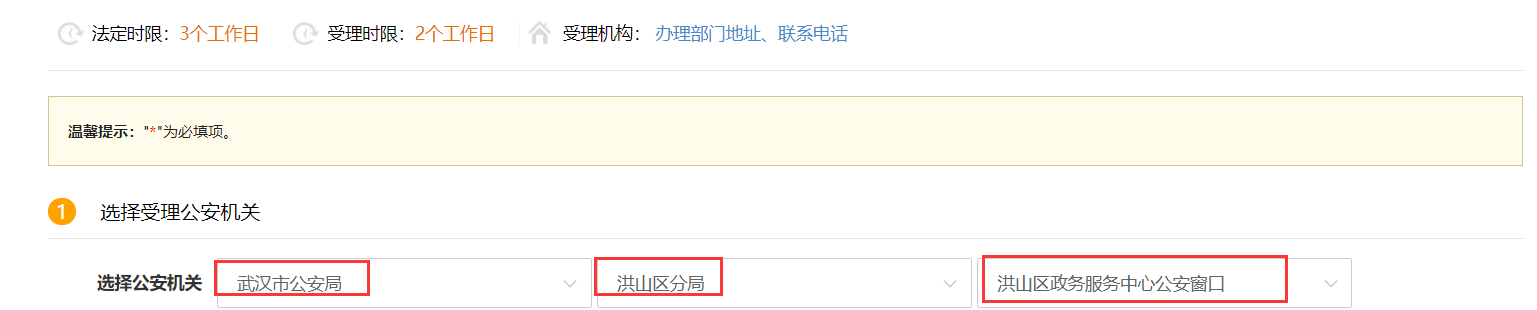 法定时限：3个工作日 受理时限：2个工作日 受理机构： 办理部门地址、联系电话
温馨提示："*"为必填项。
1 选择受理公安机关
选择公安机关 武汉市公安局 洪山区分局 洪山区政务服务中心公安窗口